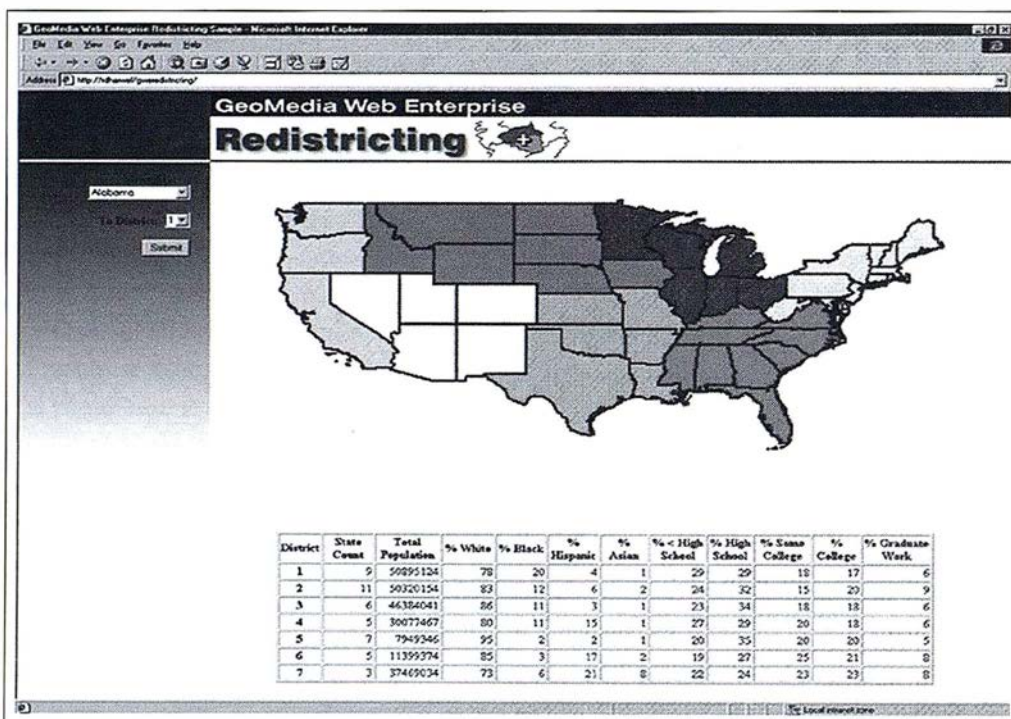 GeoMedia Web Enterprise Redistricting Sample - Microsoft Internet Explorer
File Edit View Go Favorites Help
Address
GeoMedia Web Enterprise
Redistricting
Alabama
To District: 1
Submit
District State Count Total Population % White % Black % Hispanic % Asian % < High School % High School % Some College % College % Graduate Work
1 9 50895124 78 20 4 1 29 29 18 17 6
2 11 50320154 83 12 6 2 24 32 15 20 9
3 6 46384041 86 11 3 1 23 34 18 18 6
4 5 30077467 80 11 15 1 27 29 20 18 6
5 7 7949346 95 2 2 1 20 35 20 20 5
6 5 11399374 85 3 17 2 19 27 25 21 8
7 3 37469034 73 6 21 8 22 24 23 23 8
Local intranet zone